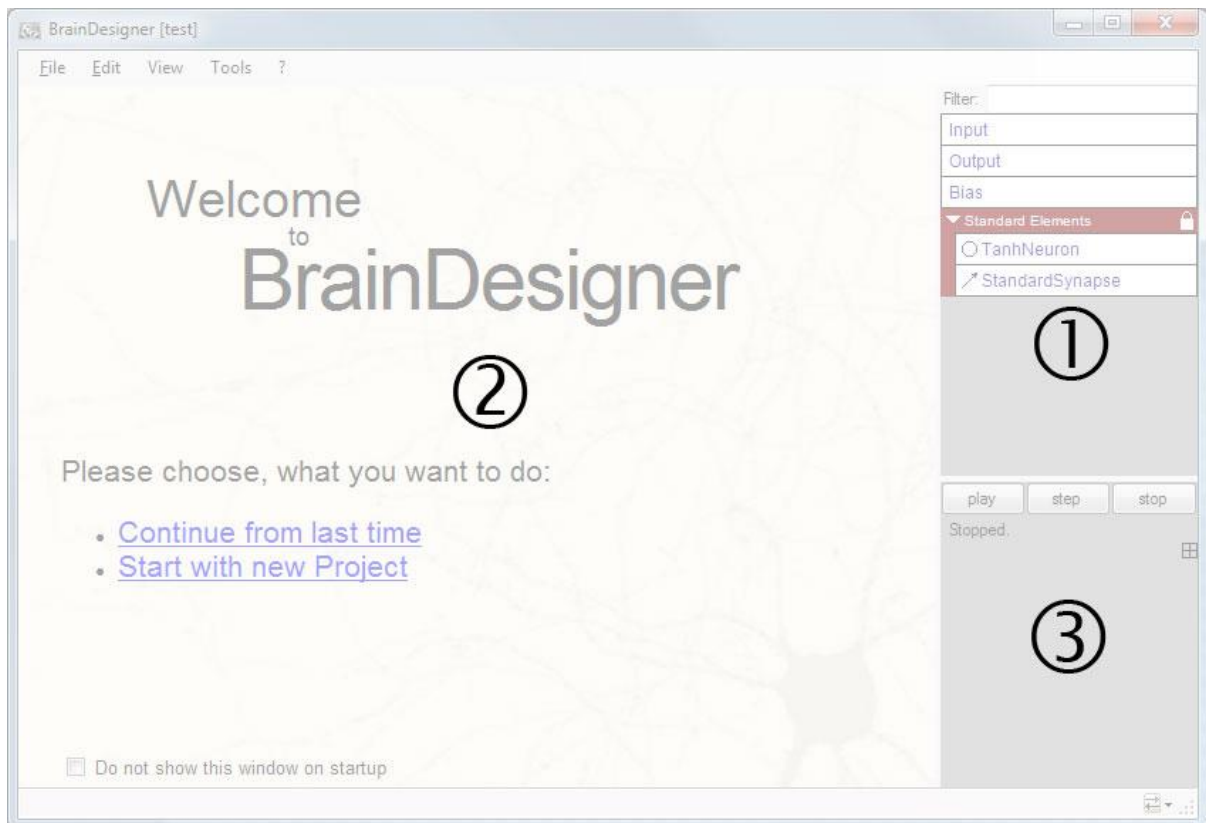 BrainDesigner [test]
File Edit View Tools ?
Filter:
Input
Output
Bias
Standard Elements
TanhNeuron
StandardSynapse
①
Welcome
to
BrainDesigner
②
Please choose, what you want to do:
• Continue from last time
• Start with new Project
Do not show this window on startup
play step stop
Stopped.
③